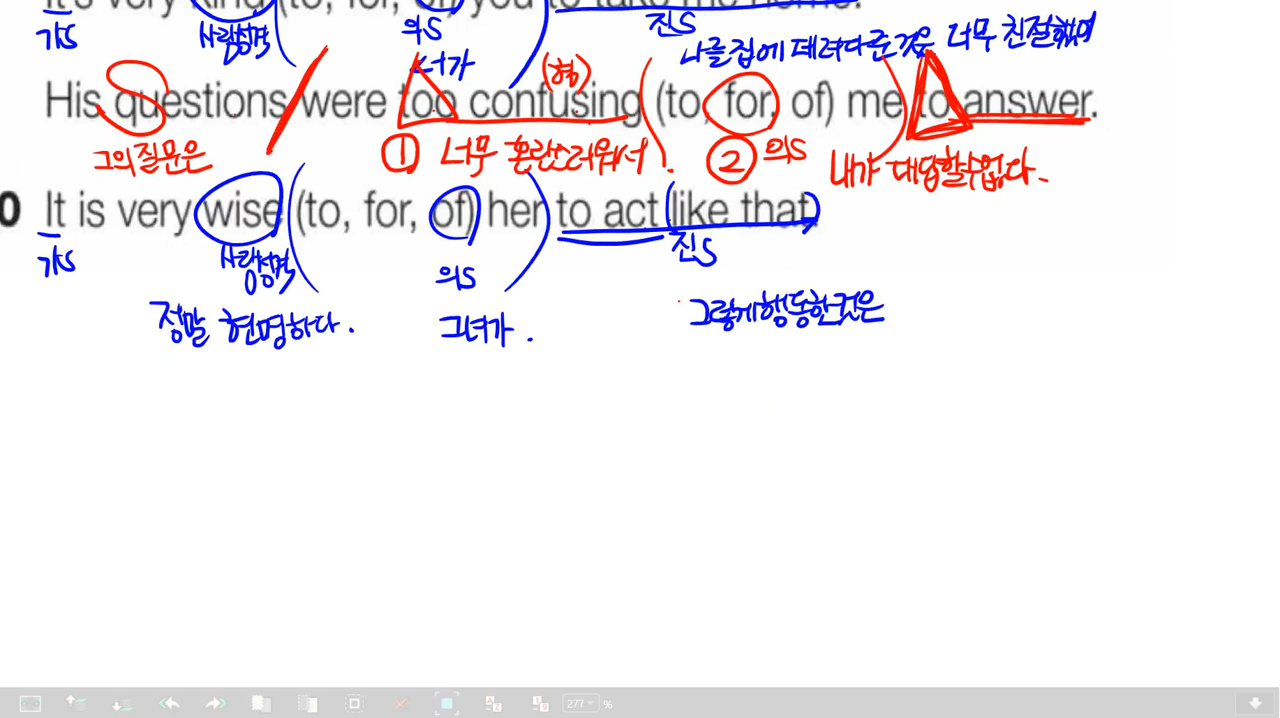 It's very kind (to, for, of) you to take me home.
가S 사람성격 의S 진S
너가 나를 집에 데려다 준 것은 너무 친절했어
(형)
His questions were too confusing (to, for, of) me to answer.
그의 질문은 ① 너무 혼란스러워서 ② 의S 내가 대답할 수 없다.
0 It is very wise (to, for, of) her to act (like that)
가S 사람성격 의S 진S
정말 현명하다. 그녀가. 그렇게 행동한 것은
277 %